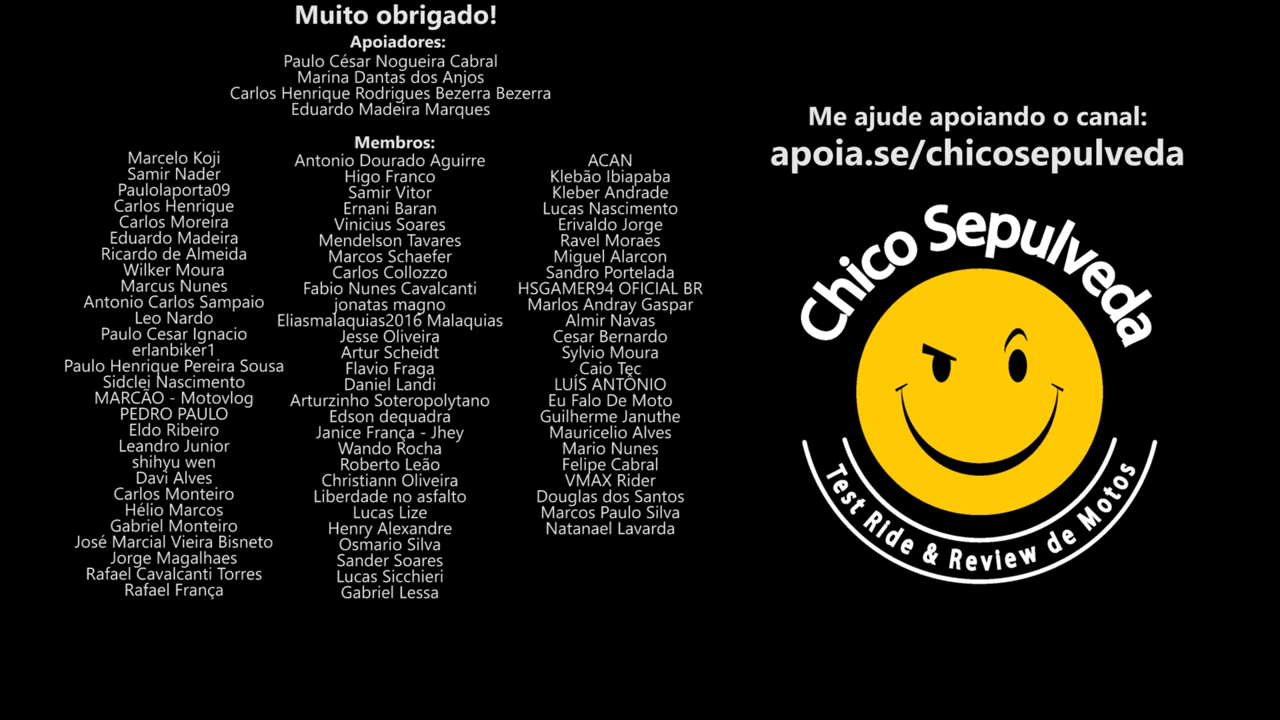 Muito obrigado!
Apoiadores:
Paulo César Nogueira Cabral
Marina Dantas dos Anjos
Carlos Henrique Rodrigues Bezerra Bezerra
Eduardo Madeira Marques
Membros:
Marcelo Koji
Samir Nader
Paulolaporta09
Carlos Henrique
Carlos Moreira
Eduardo Madeira
Ricardo de Almeida
Wilker Moura
Marcus Nunes
Antonio Carlos Sampaio
Leo Nardo
Paulo Cesar Ignacio
erlanbiker1
Paulo Henrique Pereira Sousa
Sidclei Nascimento
MARCÃO - Motovlog
PEDRO PAULO
Eldo Ribeiro
Leandro Junior
shihyu wen
Davi Alves
Carlos Monteiro
Hélio Marcos
Gabriel Monteiro
José Marcial Vieira Bisneto
Jorge Magalhaes
Rafael Cavalcanti Torres
Rafael França
Antonio Dourado Aguirre
Higo Franco
Samir Vitor
Ernani Baran
Vinicius Soares
Mendelson Tavares
Marcos Schaefer
Carlos Collozzo
Fabio Nunes Cavalcanti
jonatas magno
Eliasmalaquias2016 Malaquias
Jesse Oliveira
Artur Scheidt
Flavio Fraga
Daniel Landi
Arturzinho Soteropolytano
Edson dequadra
Janice França - Jhey
Wando Rocha
Roberto Leão
Christiann Oliveira
Liberdade no asfalto
Lucas Lize
Henry Alexandre
Osmario Silva
Sander Soares
Lucas Sicchieri
Gabriel Lessa
ACAN
Klebão Ibiapaba
Kleber Andrade
Lucas Nascimento
Erivaldo Jorge
Ravel Moraes
Miguel Alarcon
Sandro Portelada
HSGAMER94 OFICIAL BR
Marlos Andray Gaspar
Almir Navas
Cesar Bernardo
Sylvio Moura
Caio Tec
LUÍS ANTÔNIO
Eu Falo De Moto
Guilherme Januthe
Mauricelio Alves
Mario Nunes
Felipe Cabral
VMAX Rider
Douglas dos Santos
Marcos Paulo Silva
Natanael Lavarda
Me ajude apoiando o canal:
apoia.se/chicosepulveda
Chico Sepulveda
Test Ride & Review de Motos